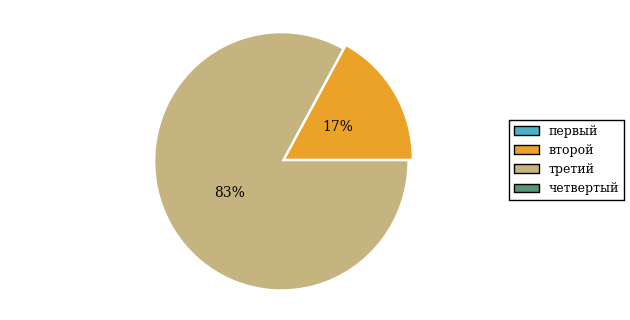 17%
83%
первый
второй
третий
четвертый